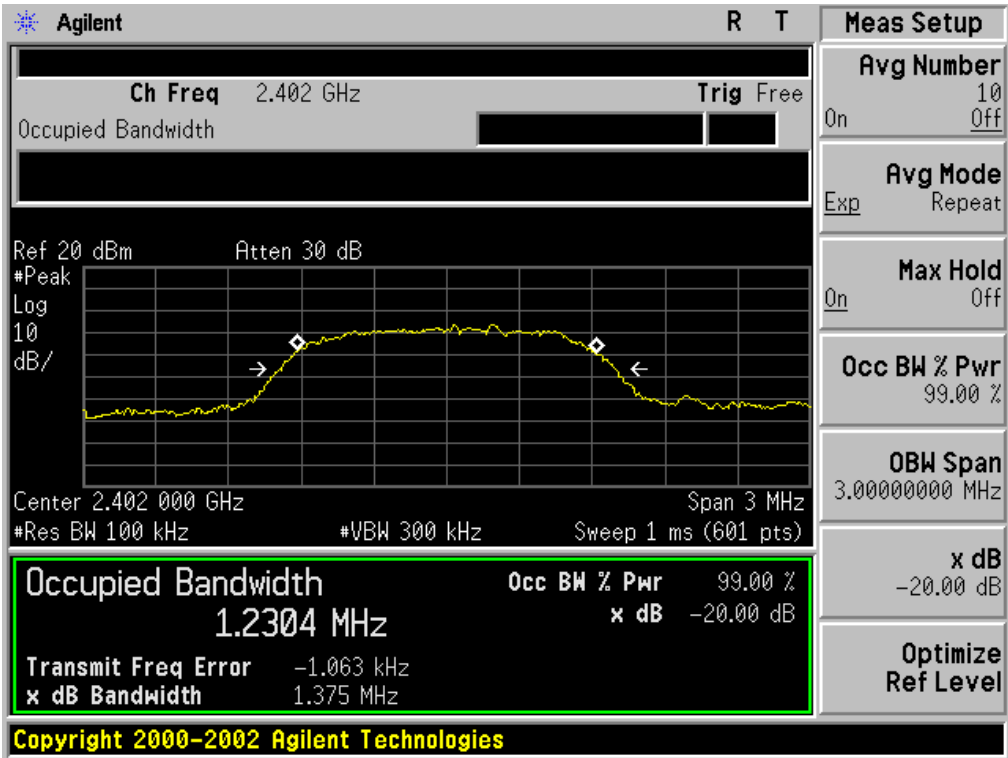 Agilent R T
Ch Freq 2.402 GHz Trig Free
Occupied Bandwidth
Ref 20 dBm Atten 30 dB
#Peak
Log
10
dB/
Center 2.402 000 GHz Span 3 MHz
#Res BW 100 kHz #VBW 300 kHz Sweep 1 ms (601 pts)
Occupied Bandwidth Occ BW % Pwr 99.00 %
1.2304 MHz x dB -20.00 dB
Transmit Freq Error -1.063 kHz
x dB Bandwidth 1.375 MHz
Copyright 2000-2002 Agilent Technologies
Meas Setup
Avg Number
10
On Off
Avg Mode
Exp Repeat
Max Hold
On Off
Occ BW % Pwr
99.00 %
OBW Span
3.00000000 MHz
x dB
-20.00 dB
Optimize
Ref Level